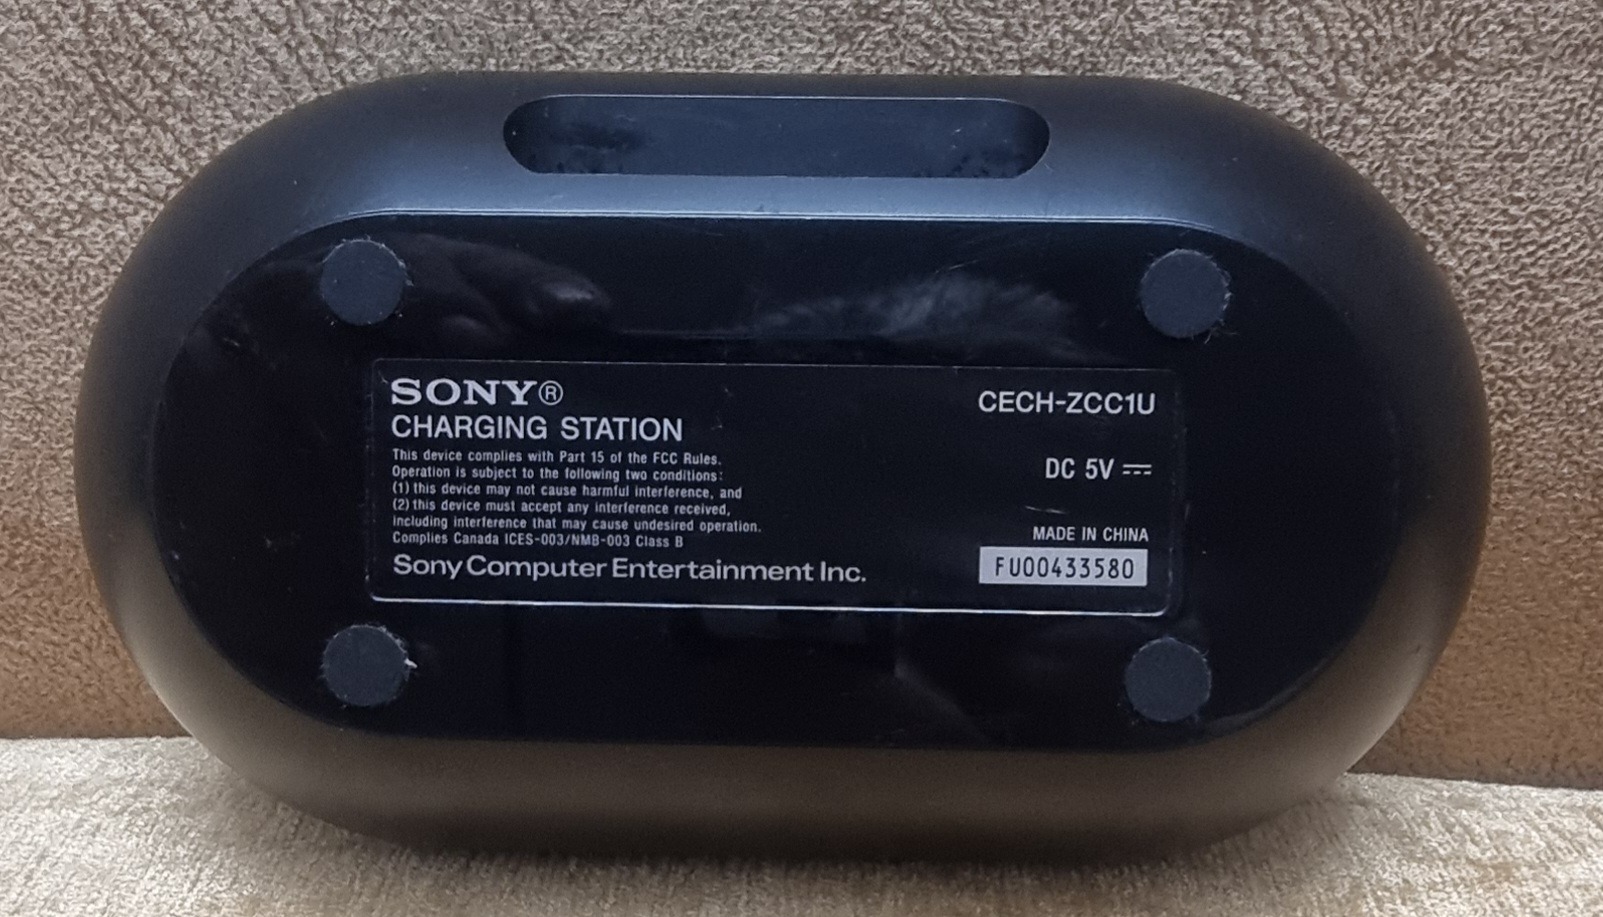 SONY®
CHARGING STATION
This device complies with Part 15 of the FCC Rules.
Operation is subject to the following two conditions:
(1) this device may not cause harmful interference, and
(2) this device must accept any interference received,
including interference that may cause undesired operation.
Complies Canada ICES-003/NMB-003 Class B
Sony Computer Entertainment Inc.
CECH-ZCC1U
DC 5V ⎓
MADE IN CHINA
FU00433580